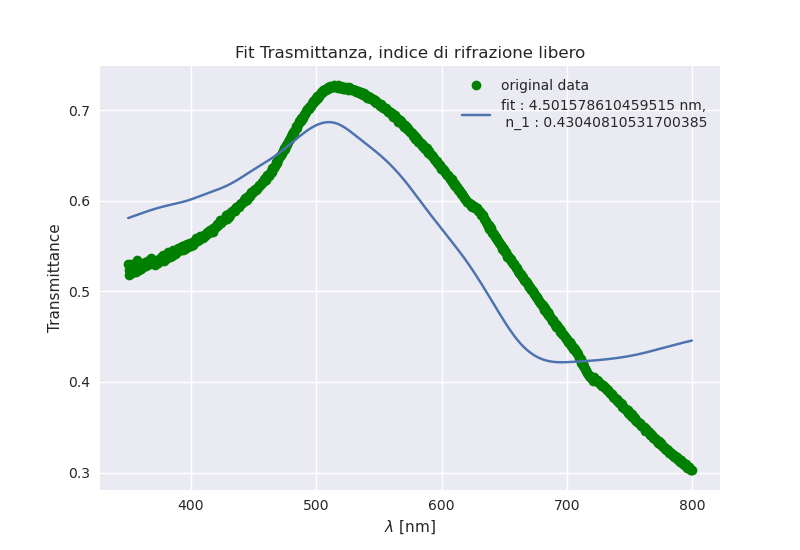 Fit Trasmittanza, indice di rifrazione libero
original data
fit : 4.501578610459515 nm,
n_1 : 0.43040810531700385
0.7
0.6
0.5
0.4
0.3
Transmittance
400
500
600
700
800
λ [nm]